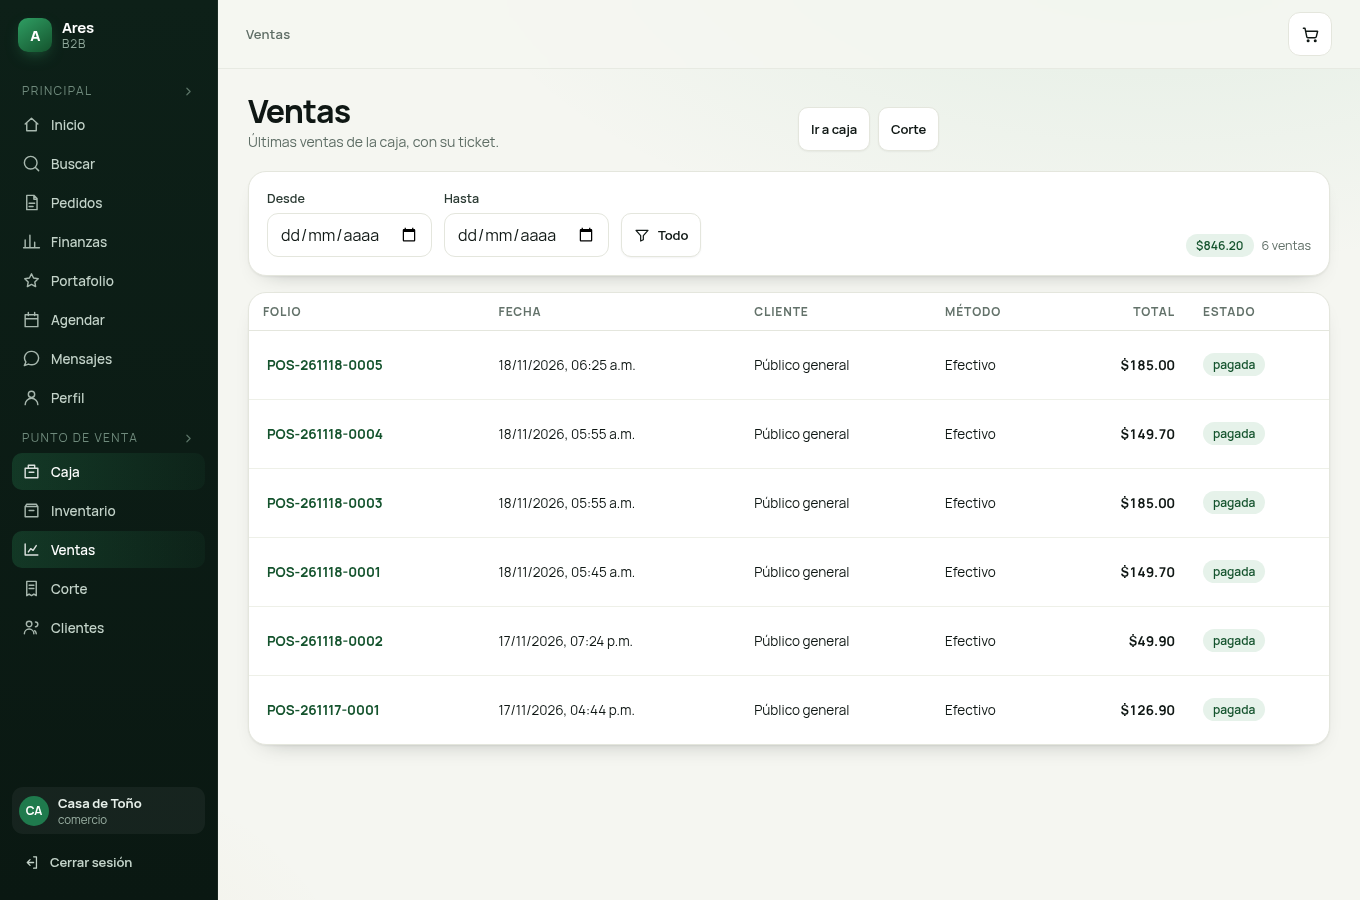 A
Ares
B2B
PRINCIPAL
Inicio
Buscar
Pedidos
Finanzas
Portafolio
Agendar
Mensajes
Perfil
PUNTO DE VENTA
Caja
Inventario
Ventas
Corte
Clientes
CA
Casa de Toño
comercio
Cerrar sesión
Ventas
Ventas
Últimas ventas de la caja, con su ticket.
Ir a caja Corte
Desde Hasta
dd/mm/aaaa dd/mm/aaaa Todo
$846.20 6 ventas
FOLIO FECHA CLIENTE MÉTODO TOTAL ESTADO
POS-261118-0005 18/11/2026, 06:25 a.m. Público general Efectivo $185.00 pagada
POS-261118-0004 18/11/2026, 05:55 a.m. Público general Efectivo $149.70 pagada
POS-261118-0003 18/11/2026, 05:55 a.m. Público general Efectivo $185.00 pagada
POS-261118-0001 18/11/2026, 05:45 a.m. Público general Efectivo $149.70 pagada
POS-261118-0002 17/11/2026, 07:24 p.m. Público general Efectivo $49.90 pagada
POS-261117-0001 17/11/2026, 04:44 p.m. Público general Efectivo $126.90 pagada